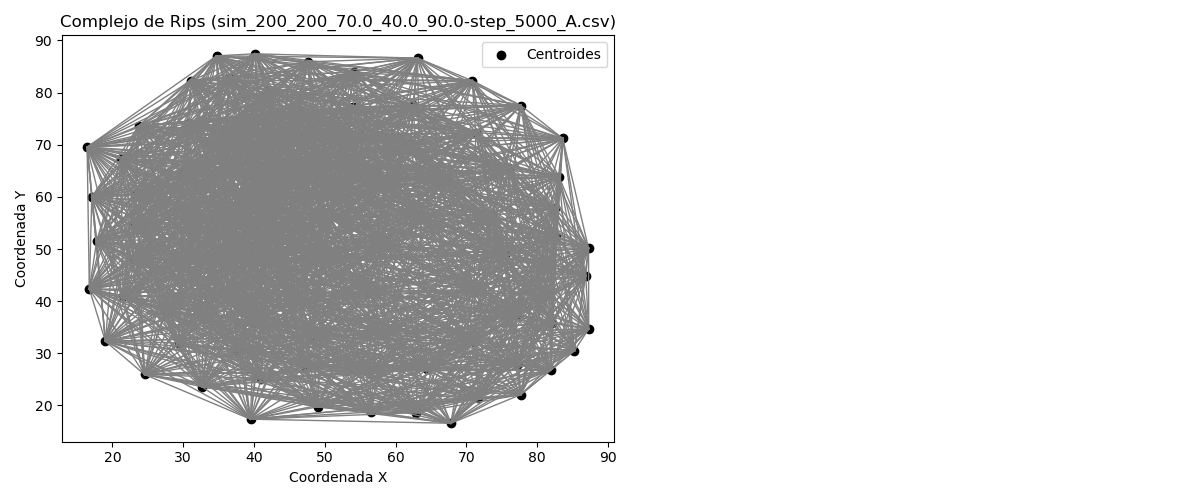 Complejo de Rips (sim_200_200_70.0_40.0_90.0-step_5000_A.csv)
Centroides
90
80
70
60
50
40
30
20
Coordenada Y
20 30 40 50 60 70 80 90
Coordenada X